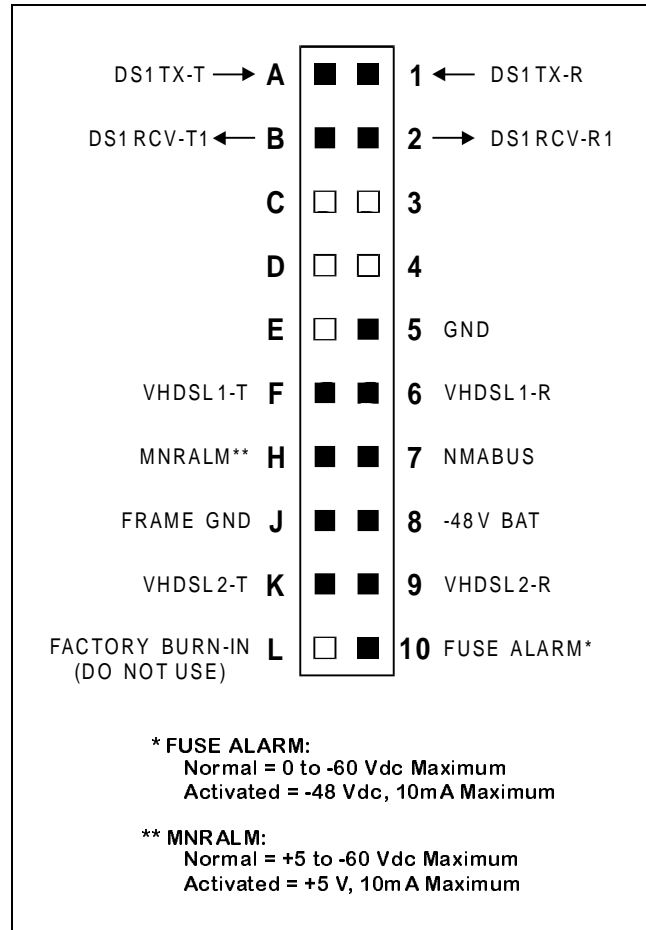 DS1TX-T A 1 DS1TX-R
DS1RCV-T1 B 2 DS1RCV-R1
C 3
D 4
E 5 GND
VHDSL1-T F 6 VHDSL1-R
MNRALM** H 7 NMABUS
FRAME GND J 8 -48V BAT
VHDSL2-T K 9 VHDSL2-R
FACTORY BURN-IN L 10 FUSE ALARM*
(DO NOT USE)
* FUSE ALARM:
Normal = 0 to -60 Vdc Maximum
Activated = -48 Vdc, 10mA Maximum
** MNRALM:
Normal = +5 to -60 Vdc Maximum
Activated = +5 V, 10mA Maximum